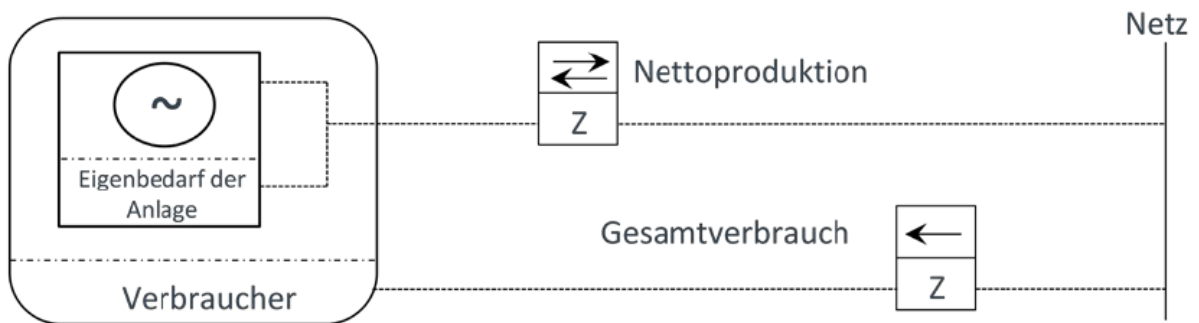 Netz
~
Nettoproduktion
Z
Eigenbedarf der
Anlage
Gesamtverbrauch
Z
Verbraucher